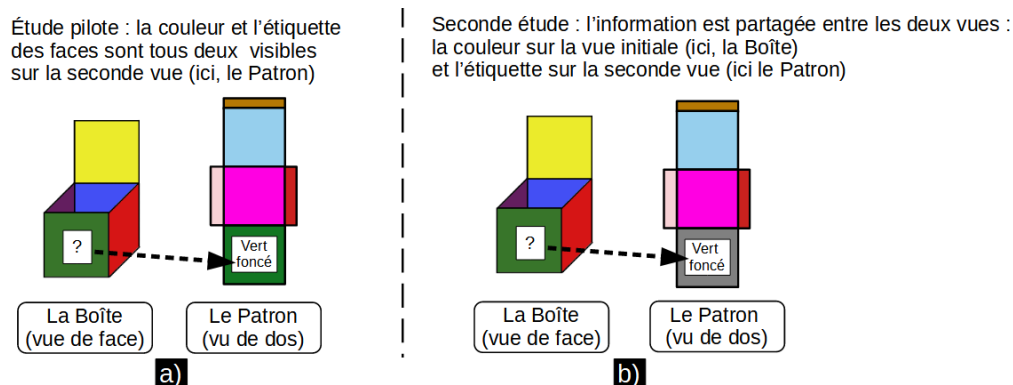 Étude pilote : la couleur et l'étiquette
des faces sont tous deux visibles
sur la seconde vue (ici, le Patron)
?
Vert
foncé
La Boîte
(vue de face)
Le Patron
(vu de dos)
a)
Seconde étude : l'information est partagée entre les deux vues :
la couleur sur la vue initiale (ici, la Boîte)
et l'étiquette sur la seconde vue (ici le Patron)
?
Vert
foncé
La Boîte
(vue de face)
Le Patron
(vu de dos)
b)